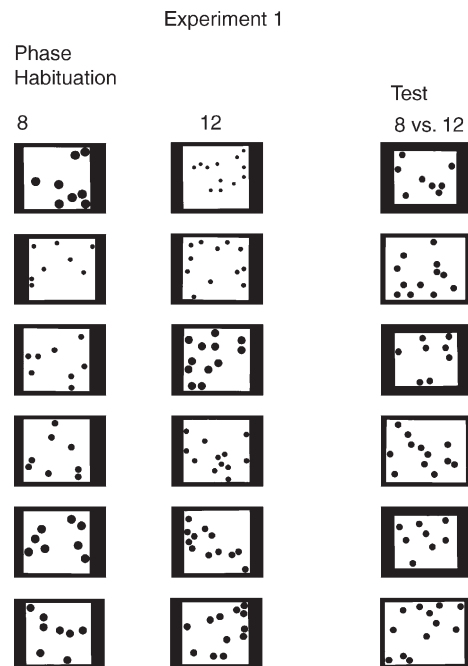 Experiment 1
Phase
Habituation
Test
8
12
8 vs. 12